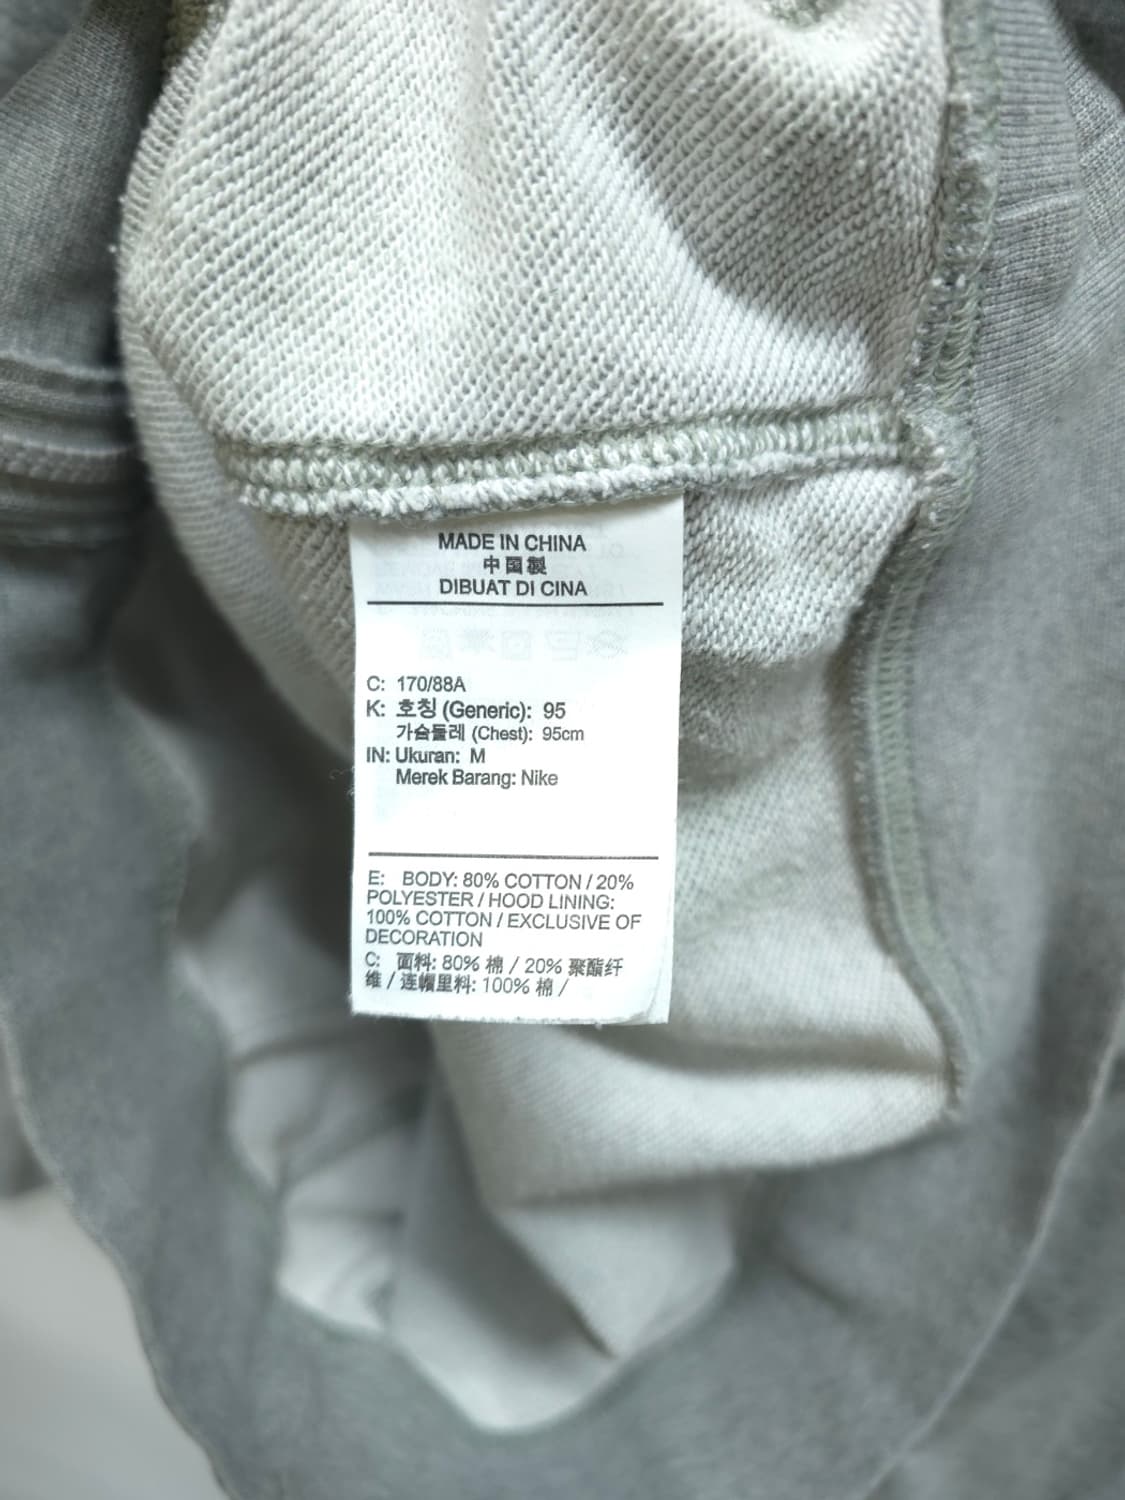 MADE IN CHINA
中国製
DIBUAT DI CINA
C: 170/88A
K: 호칭 (Generic): 95
가슴둘레 (Chest): 95cm
IN: Ukuran: M
Merek Barang: Nike
E: BODY: 80% COTTON / 20%
POLYESTER / HOOD LINING:
100% COTTON / EXCLUSIVE OF
DECORATION
C: 面料: 80% 棉 / 20% 聚酯纤
维 / 连帽里料: 100% 棉 /